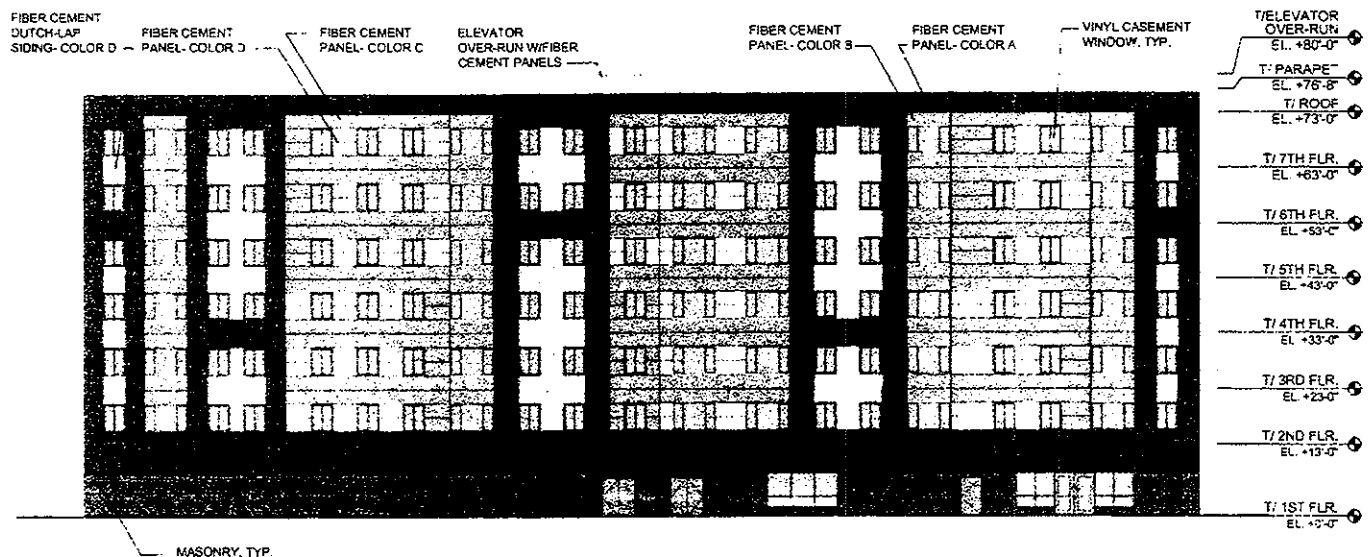 FIBER CEMENT
DUTCH-LAP
SIDING- COLOR D
FIBER CEMENT
PANEL- COLOR D
FIBER CEMENT
PANEL- COLOR C
ELEVATOR
OVER-RUN W/FIBER
CEMENT PANELS
FIBER CEMENT
PANEL- COLOR B
FIBER CEMENT
PANEL- COLOR A
VINYL CASEMENT
WINDOW, TYP.
T/ELEVATOR
OVER-RUN
EL. +80'-0"
T/ PARAPET
EL. +76'-8"
T/ ROOF
EL. +73'-0"
T/ 7TH FLR.
EL. +63'-0"
T/ 6TH FLR.
EL. +53'-0"
T/ 5TH FLR.
EL. +43'-0"
T/ 4TH FLR.
EL. +33'-0"
T/ 3RD FLR.
EL. +23'-0"
T/ 2ND FLR.
EL. +13'-0"
T/ 1ST FLR.
EL. +0'-0"
MASONRY, TYP.